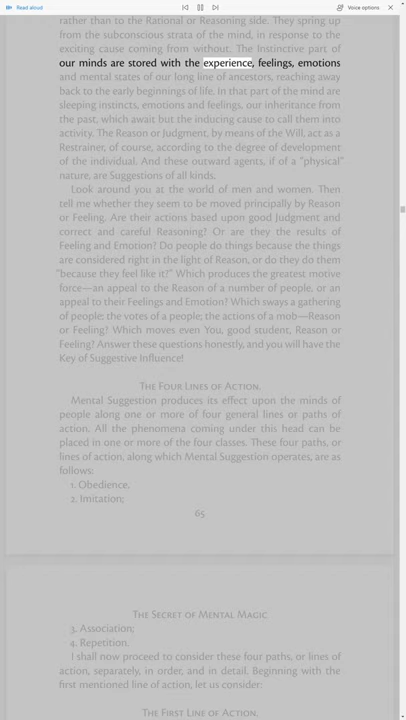 Read aloud
Voice options
rather than to the Rational or Reasoning side. They spring up
from the subconscious strata of the mind, in response to the
exciting cause coming from without. The Instinctive part of
our minds are stored with the experience, feelings, emotions
and mental states of our long line of ancestors, reaching away
back to the early beginnings of life. In that part of the mind are
sleeping instincts, emotions and feelings, our inheritance from
the past, which await but the inducing cause to call them into
activity. The Reason or Judgment, by means of the Will, act as a
Restrainer, of course, according to the degree of development
of the individual. And these outward agents, if of a "physical"
nature, are Suggestions of all kinds.
Look around you at the world of men and women. Then
tell me whether they seem to be moved principally by Reason
or Feeling. Are their actions based upon good Judgment and
correct and careful Reasoning? Or are they the results of
Feeling and Emotion? Do people do things because the things
are considered right in the light of Reason, or do they do them
"because they feel like it?" Which produces the greatest motive
force—an appeal to the Reason of a number of people, or an
appeal to their Feelings and Emotion? Which sways a gathering
of people; the votes of a people; the actions of a mob—Reason
or Feeling? Which moves even You, good student, Reason or
Feeling? Answer these questions honestly, and you will have the
Key of Suggestive Influence!
The Four Lines of Action.
Mental Suggestion produces its effect upon the minds of
people along one or more of four general lines or paths of
action. All the phenomena coming under this head can be
placed in one or more of the four classes. These four paths, or
lines of action, along which Mental Suggestion operates, are as
follows:
1. Obedience,
2. Imitation;
65
The Secret of Mental Magic
3. Association;
4. Repetition.
I shall now proceed to consider these four paths, or lines of
action, separately, in order, and in detail. Beginning with the
first mentioned line of action, let us consider:
The First Line of Action.